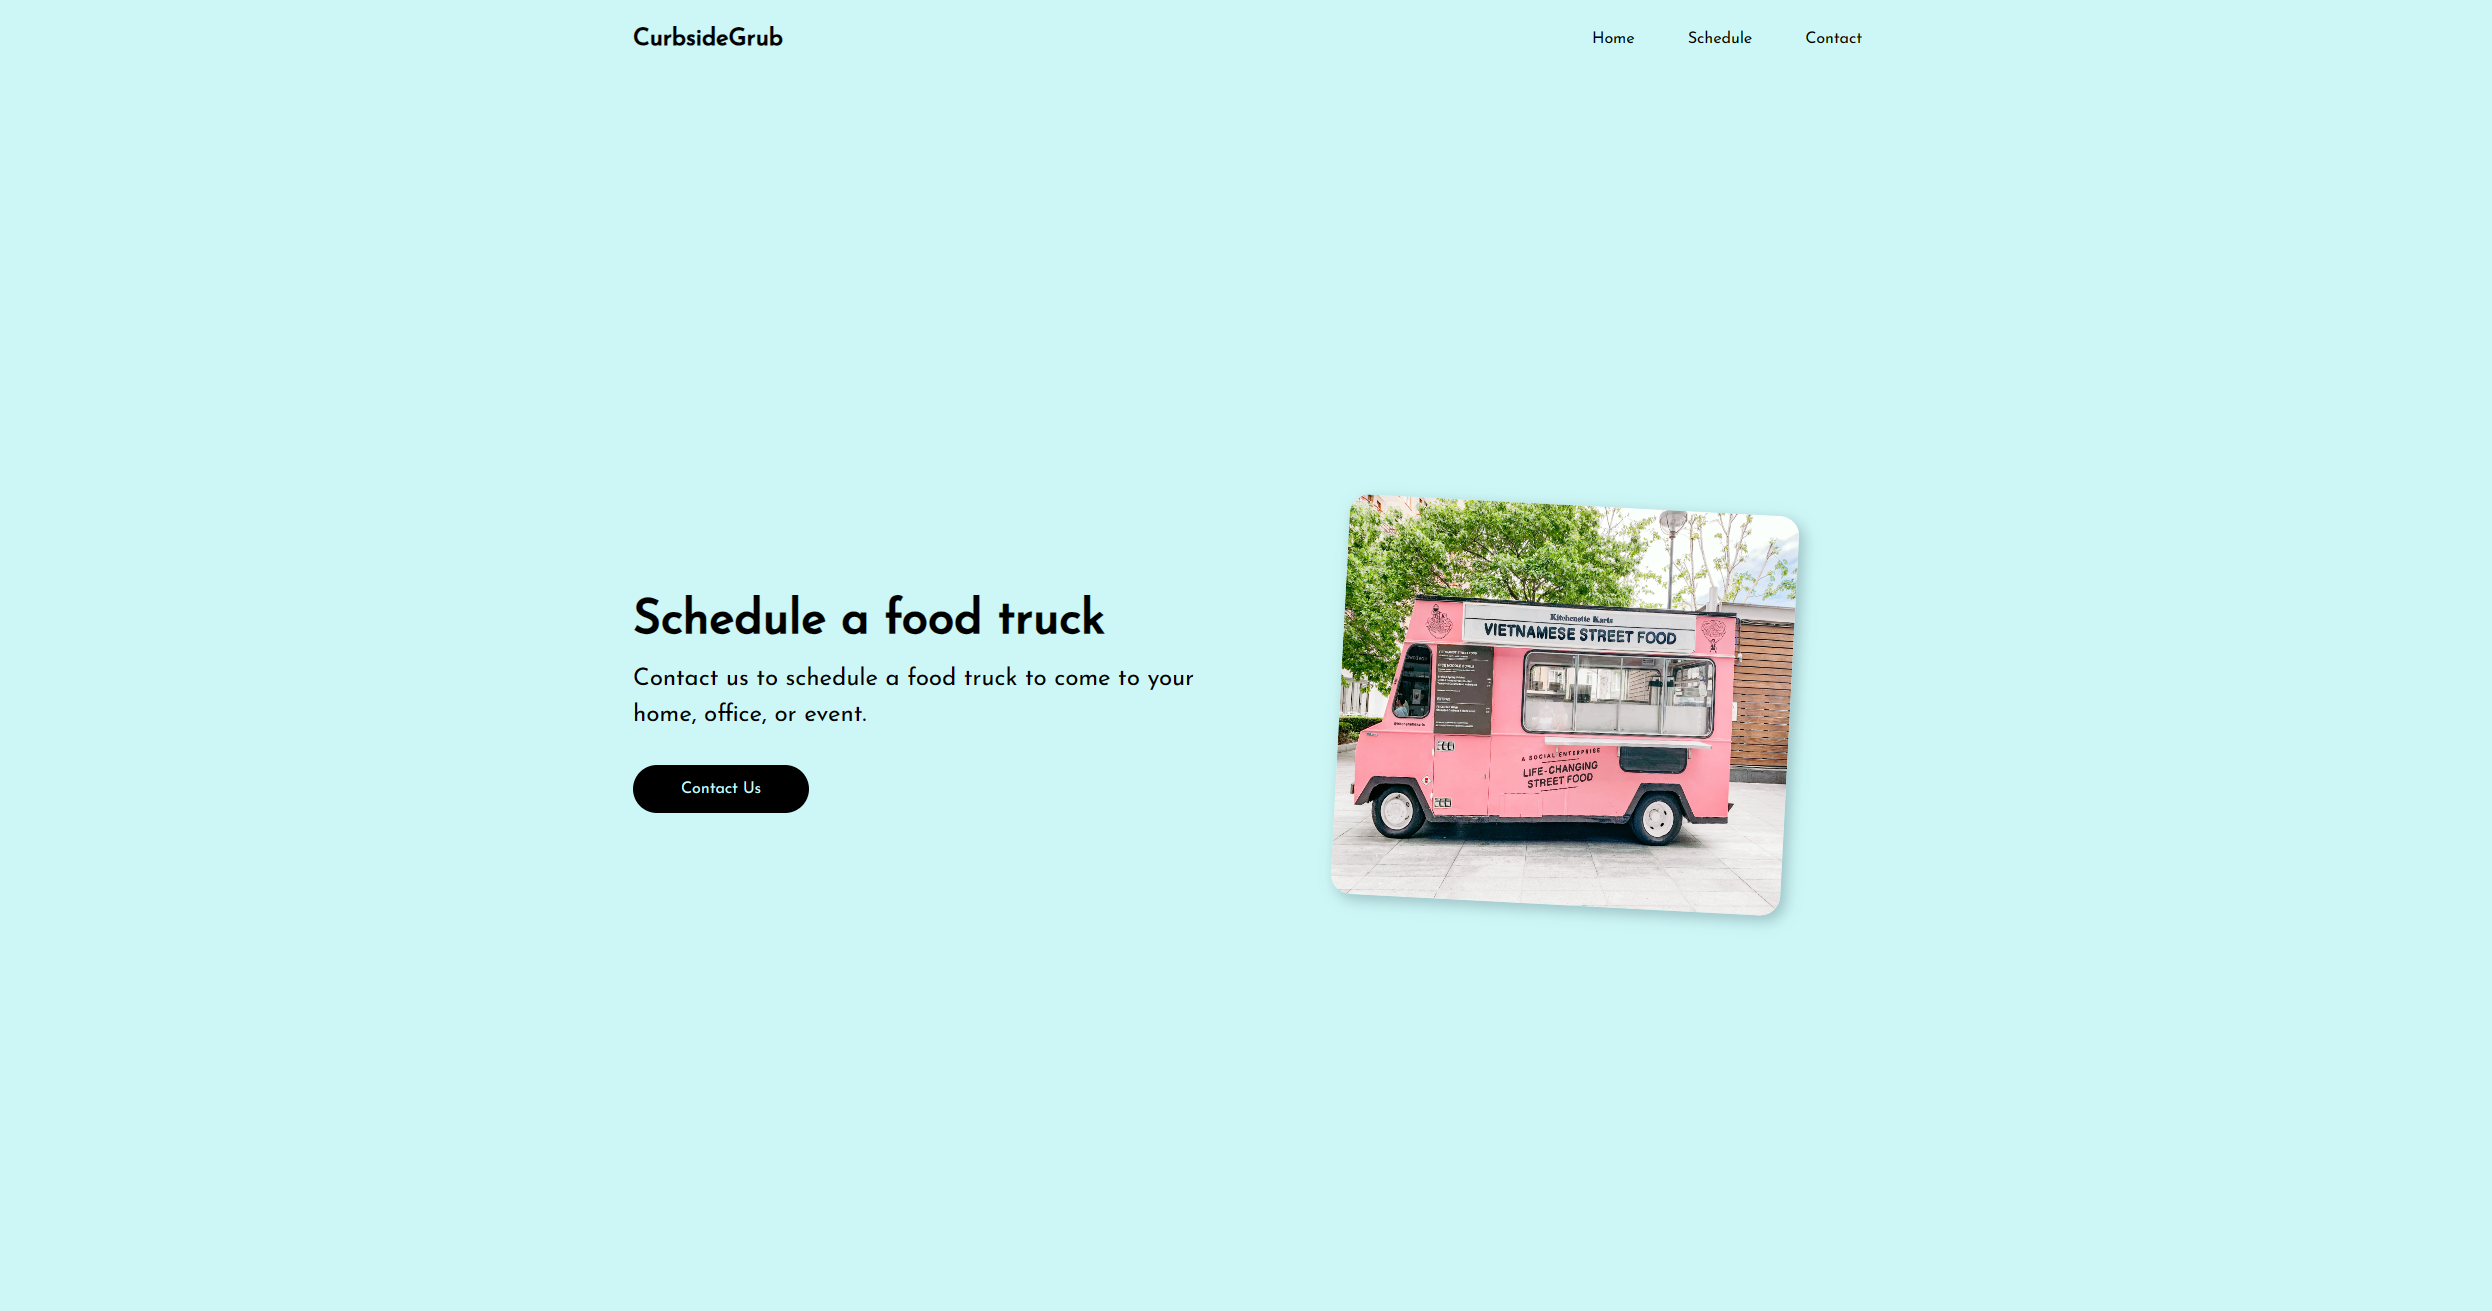 CurbsideGrub
Home Schedule Contact
Schedule a food truck
Contact us to schedule a food truck to come to your
home, office, or event.
Contact Us
Kitchenette Karts
VIETNAMESE STREET FOOD
A SOCIAL ENTERPRISE
LIFE-CHANGING
STREET FOOD